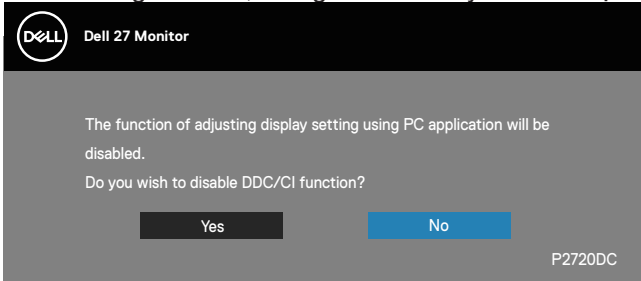 DELL
Dell 27 Monitor
The function of adjusting display setting using PC application will be
disabled.
Do you wish to disable DDC/CI function?
Yes
No
P2720DC